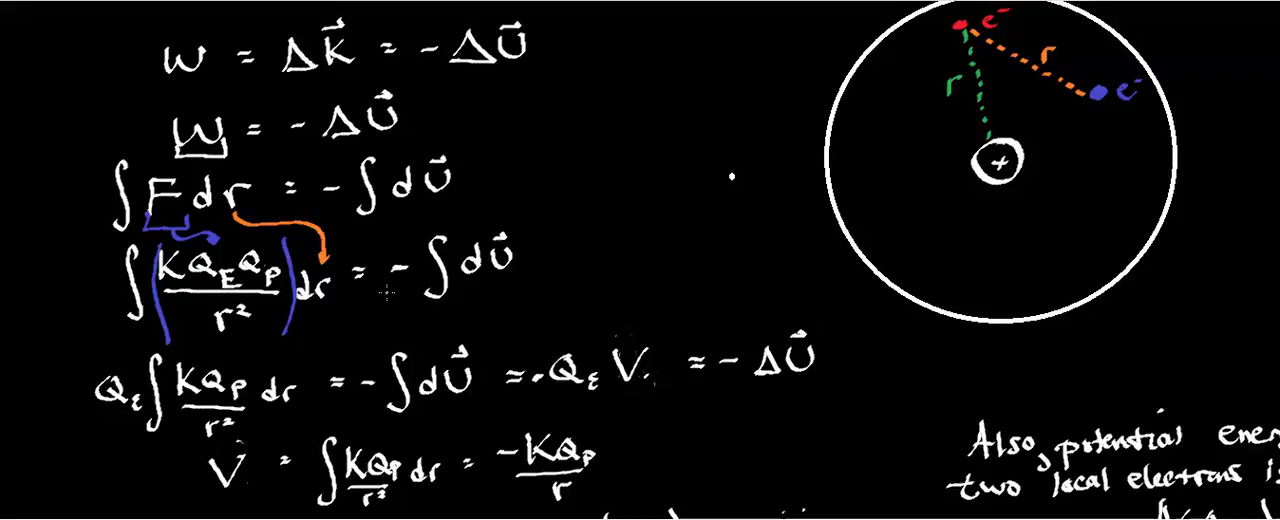 W = ΔK⃗ = - ΔU⃗
W = - ΔU⃗
∫ F dr = - ∫ dU⃗
∫ (KQ_E Q_P / r²) dr = - ∫ dU⃗
Q_E ∫ KQ_P / r² dr = - ∫ dU⃗ = . Q_E V . = - ΔU⃗
V = ∫ KQ_P / r² dr = -KQ_P / r
e⁻
r
r
e⁻
+
Also, potential ener
two local electrons is